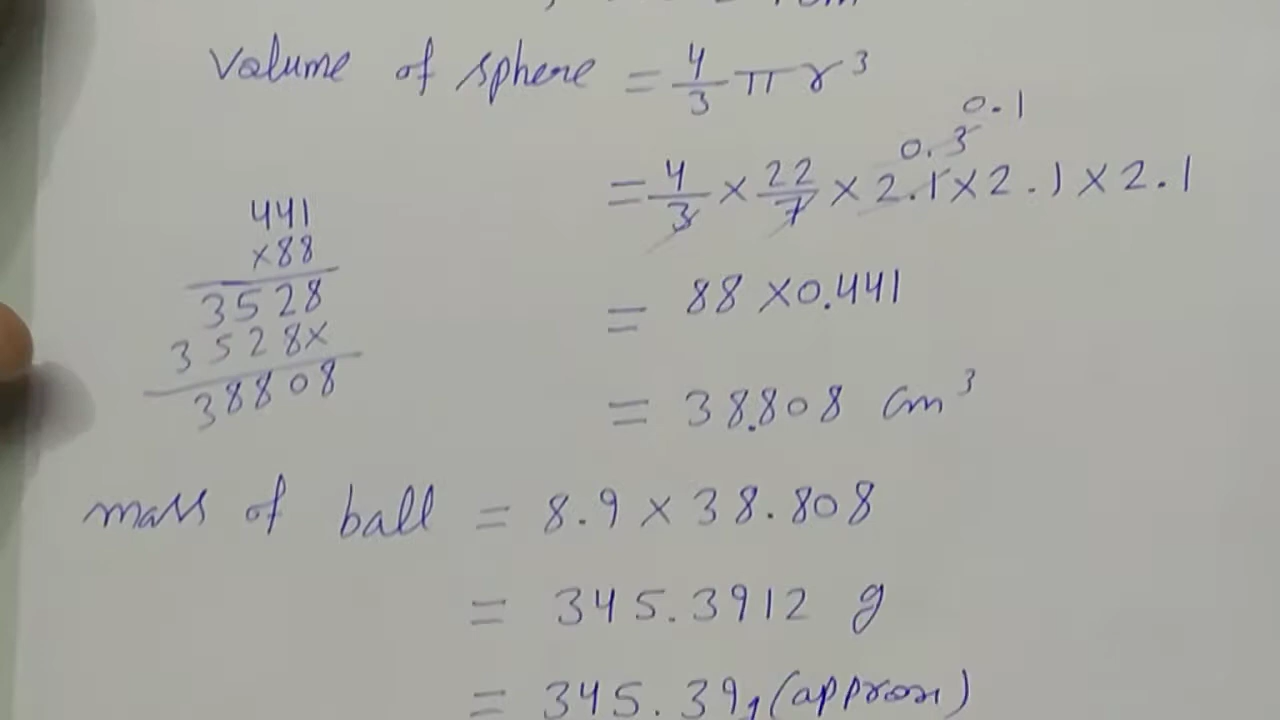 Volume of sphere = 4/3 π r³
0.1
0.3
= 4/3 × 22/7 × 2.1 × 2.1 × 2.1
= 88 × 0.441
= 38.808 cm³
441
×88
3528
3528×
38808
mass of ball = 8.9 × 38.808
= 345.3912 g
= 345.39 g (approx)